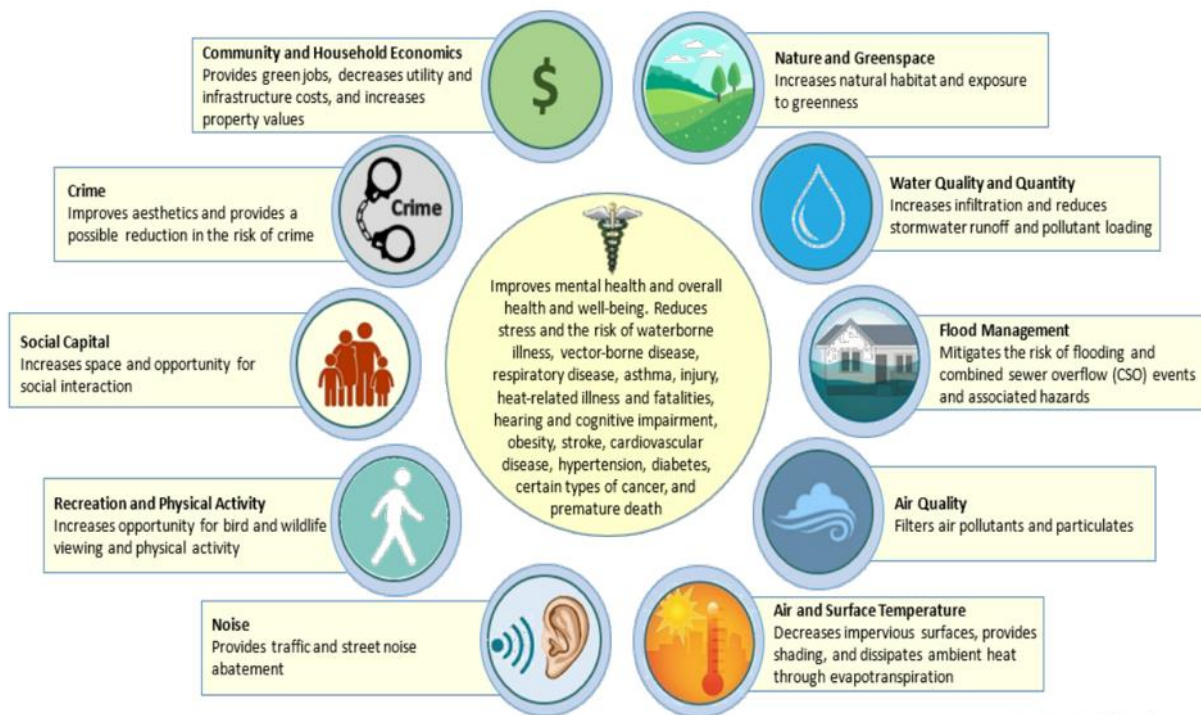 Community and Household Economics
Provides green jobs, decreases utility and
infrastructure costs, and increases
property values
$
Nature and Greenspace
Increases natural habitat and exposure
to greenness
Crime
Improves aesthetics and provides a
possible reduction in the risk of crime
Crime
Water Quality and Quantity
Increases infiltration and reduces
stormwater runoff and pollutant loading
Improves mental health and overall
health and well-being. Reduces
stress and the risk of waterborne
illness, vector-borne disease,
respiratory disease, asthma, injury,
heat-related illness and fatalities,
hearing and cognitive impairment,
obesity, stroke, cardiovascular
disease, hypertension, diabetes,
certain types of cancer, and
premature death
Social Capital
Increases space and opportunity for
social interaction
Flood Management
Mitigates the risk of flooding and
combined sewer overflow (CSO) events
and associated hazards
Recreation and Physical Activity
Increases opportunity for bird and wildlife
viewing and physical activity
Air Quality
Filters air pollutants and particulates
Noise
Provides traffic and street noise
abatement
Air and Surface Temperature
Decreases impervious surfaces, provides
shading, and dissipates ambient heat
through evapotranspiration